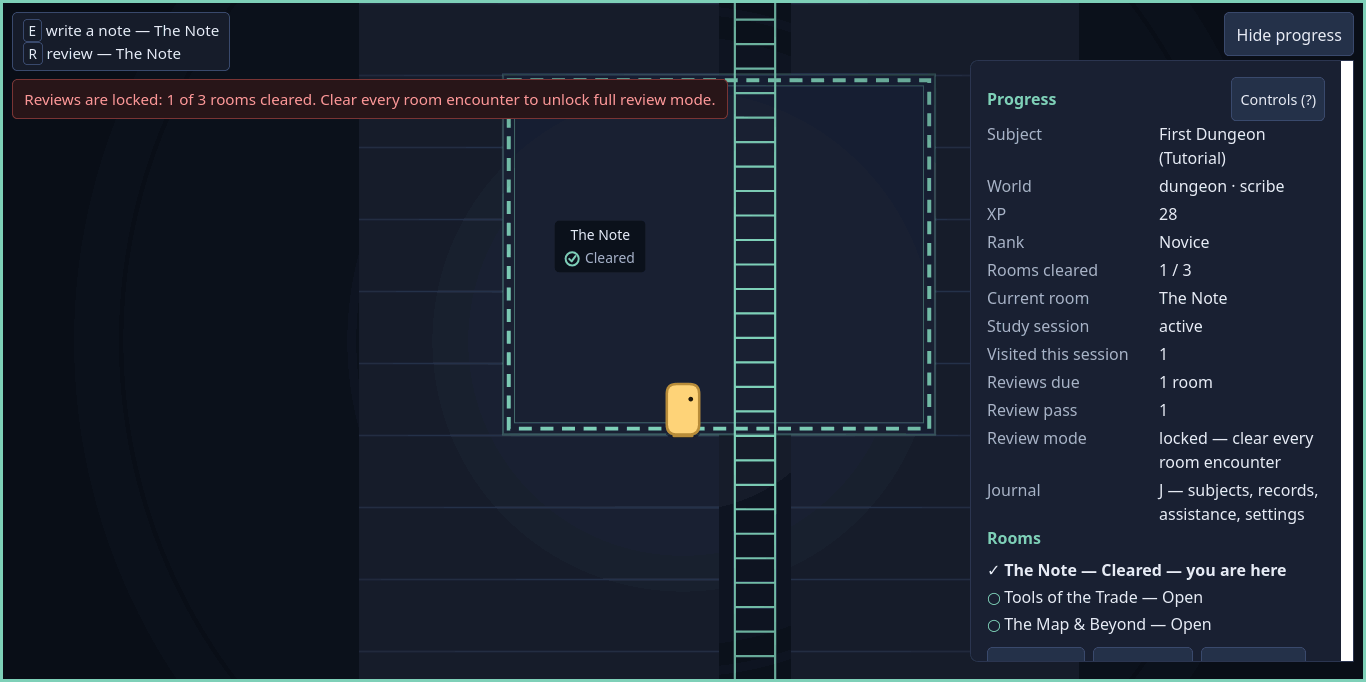 E write a note — The Note
R review — The Note
Reviews are locked: 1 of 3 rooms cleared. Clear every room encounter to unlock full review mode.
The Note
Cleared
Hide progress
Progress
Controls (?)
Subject First Dungeon
(Tutorial)
World dungeon · scribe
XP 28
Rank Novice
Rooms cleared 1 / 3
Current room The Note
Study session active
Visited this session 1
Reviews due 1 room
Review pass 1
Review mode locked — clear every
room encounter
Journal J — subjects, records,
assistance, settings
Rooms
✓ The Note — Cleared — you are here
○ Tools of the Trade — Open
○ The Map & Beyond — Open